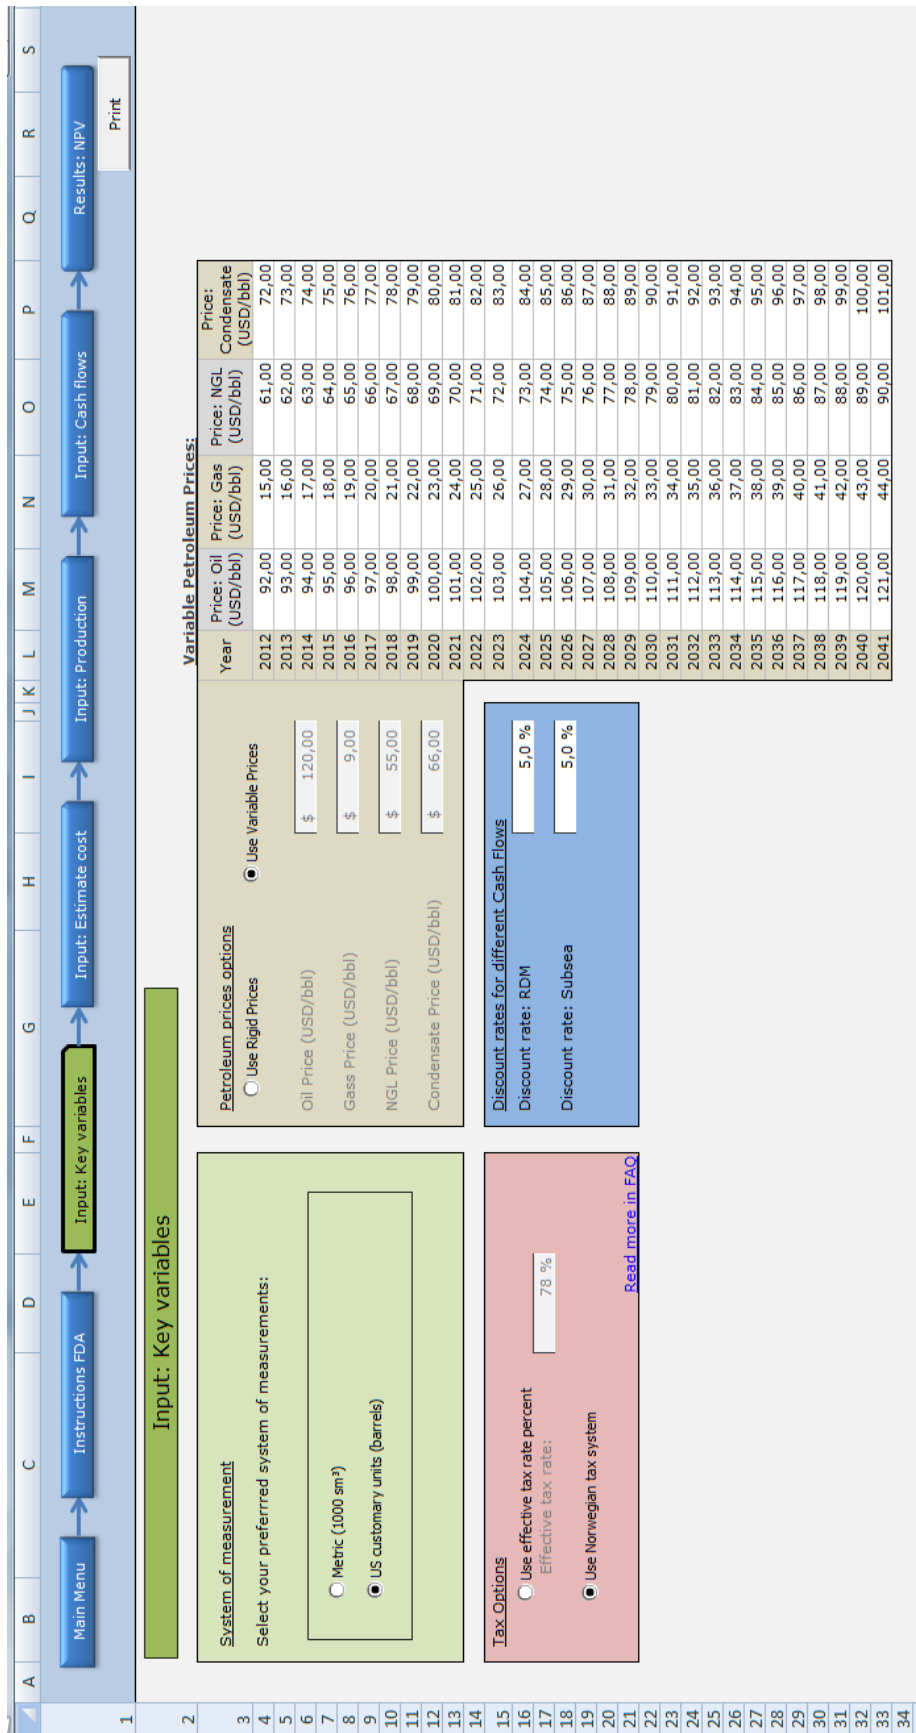 A B C D E F G H I J K L M N O P Q R S
1
Main Menu Instructions FDA Input: Key variables Input: Estimate cost Input: Production Input: Cash flows Results: NPV
Print
2
Input: Key variables
Variable Petroleum Prices:
3
4
5
6
7
8
9
10
11
12
13
14
15
16
17
18
19
20
21
22
23
24
25
26
27
28
29
30
31
32
33
34
System of measurement
Select your preferrred system of measurements:
Metric (1000 sm³)
US customary units (barrels)
Petroleum prices options
Use Rigid Prices Use Variable Prices
Oil Price (USD/bbl) $ 120,00
Gass Price (USD/bbl) $ 9,00
NGL Price (USD/bbl) $ 55,00
Condensate Price (USD/bbl) $ 66,00
Tax Options
Use effective tax rate percent
Effective tax rate: 78 %
Use Norwegian tax system
Read more in FAQ
Discount rates for different Cash Flows
Discount rate: RDM 5,0 %
Discount rate: Subsea 5,0 %
Year Price: Oil (USD/bbl) Price: Gas (USD/bbl) Price: NGL (USD/bbl) Price: Condensate (USD/bbl)
2012 92,00 15,00 61,00 72,00
2013 93,00 16,00 62,00 73,00
2014 94,00 17,00 63,00 74,00
2015 95,00 18,00 64,00 75,00
2016 96,00 19,00 65,00 76,00
2017 97,00 20,00 66,00 77,00
2018 98,00 21,00 67,00 78,00
2019 99,00 22,00 68,00 79,00
2020 100,00 23,00 69,00 80,00
2021 101,00 24,00 70,00 81,00
2022 102,00 25,00 71,00 82,00
2023 103,00 26,00 72,00 83,00
2024 104,00 27,00 73,00 84,00
2025 105,00 28,00 74,00 85,00
2026 106,00 29,00 75,00 86,00
2027 107,00 30,00 76,00 87,00
2028 108,00 31,00 77,00 88,00
2029 109,00 32,00 78,00 89,00
2030 110,00 33,00 79,00 90,00
2031 111,00 34,00 80,00 91,00
2032 112,00 35,00 81,00 92,00
2033 113,00 36,00 82,00 93,00
2034 114,00 37,00 83,00 94,00
2035 115,00 38,00 84,00 95,00
2036 116,00 39,00 85,00 96,00
2037 117,00 40,00 86,00 97,00
2038 118,00 41,00 87,00 98,00
2039 119,00 42,00 88,00 99,00
2040 120,00 43,00 89,00 100,00
2041 121,00 44,00 90,00 101,00